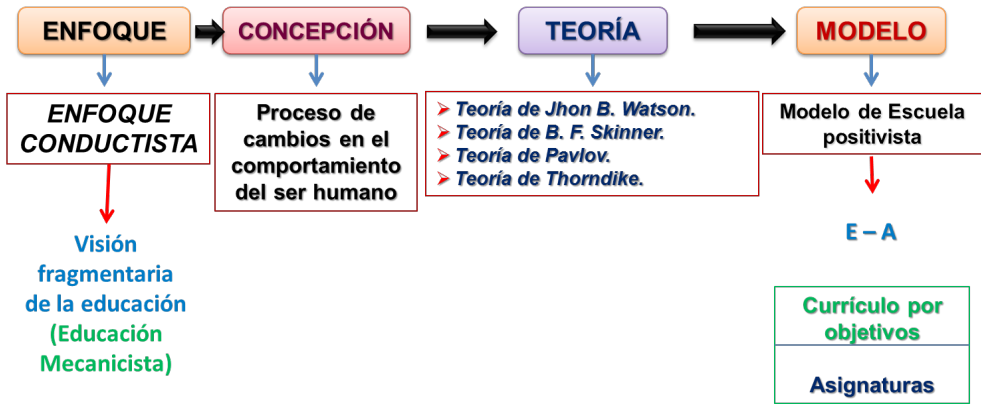 ENFOQUE
CONCEPCIÓN
TEORÍA
MODELO
ENFOQUE
CONDUCTISTA
Proceso de
cambios en el
comportamiento
del ser humano
Teoría de Jhon B. Watson.
Teoría de B. F. Skinner.
Teoría de Pavlov.
Teoría de Thorndike.
Modelo de Escuela
positivista
Visión
fragmentaria
de la educación
(Educación
Mecanicista)
E – A
Currículo por
objetivos
Asignaturas